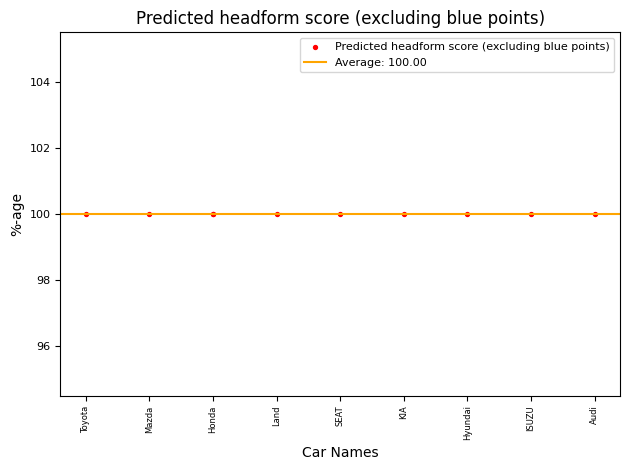 Predicted headform score (excluding blue points)
Predicted headform score (excluding blue points)
Average: 100.00
%-age
104
102
100
98
96
Toyota
Mazda
Honda
Land
SEAT
KIA
Hyundai
ISUZU
Audi
Car Names